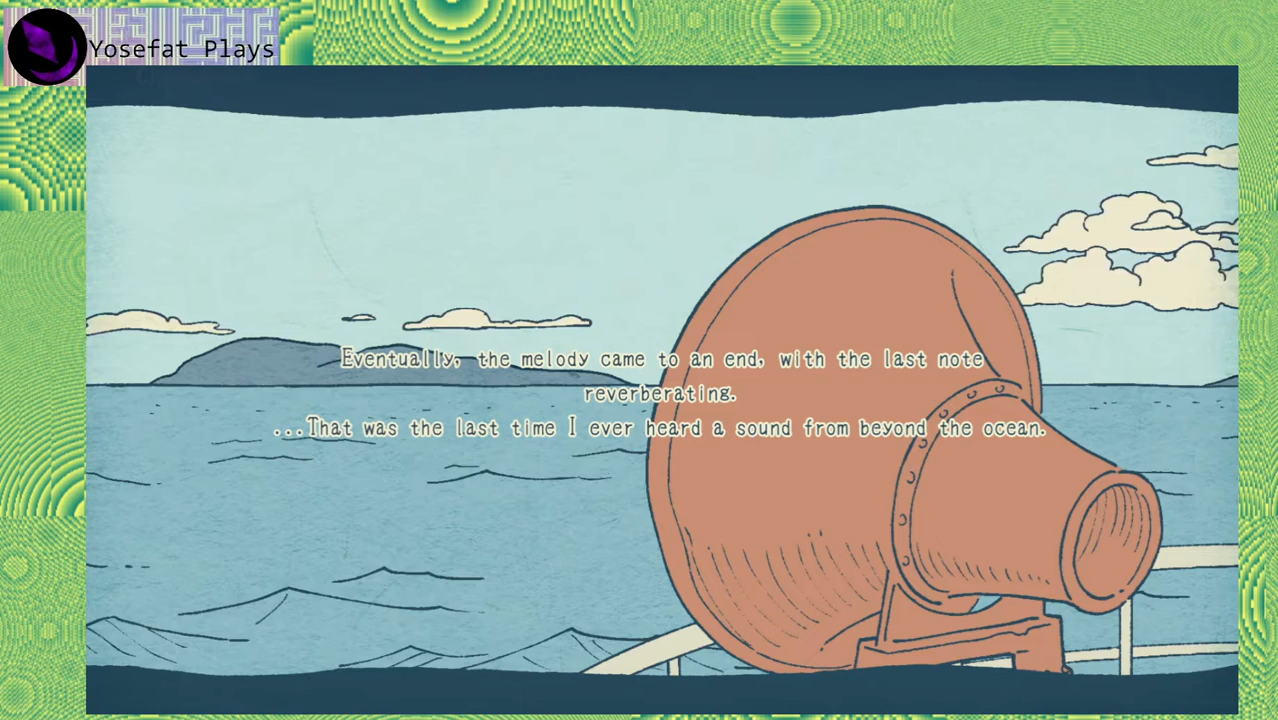 Yosefat Plays
Eventually, the melody came to an end, with the last note
reverberating.
...That was the last time I ever heard a sound from beyond the ocean.